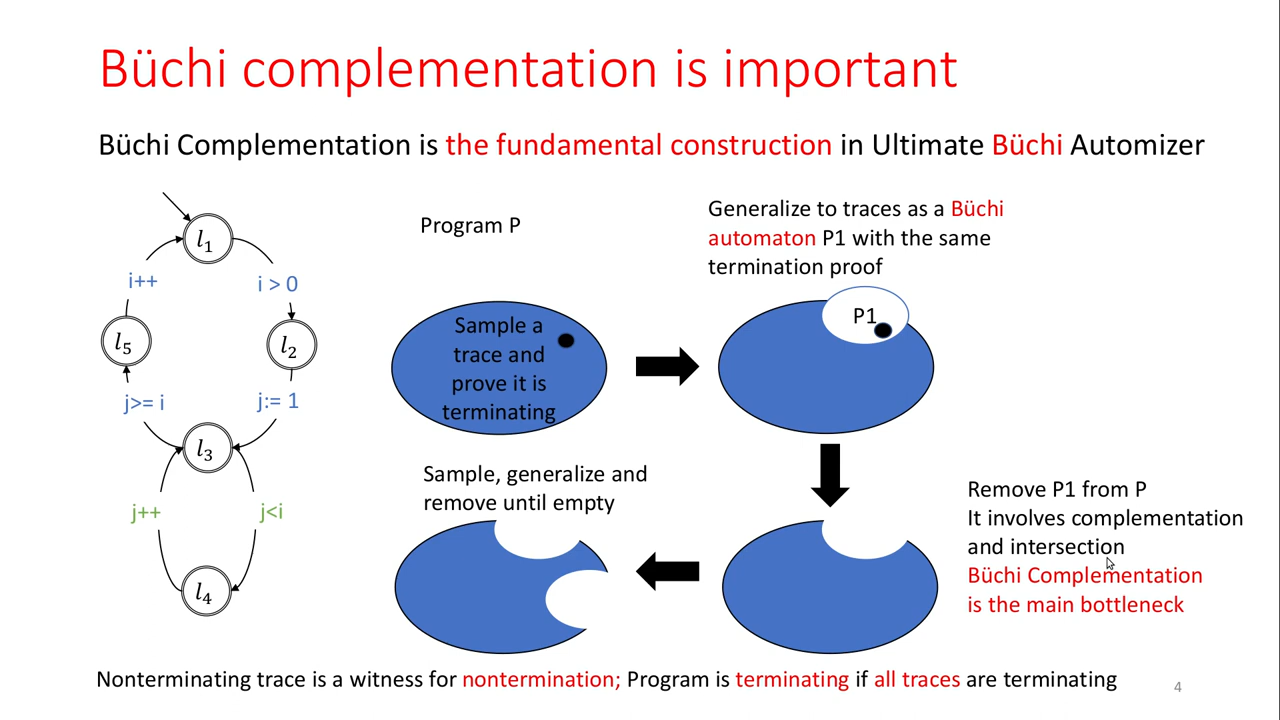 Büchi complementation is important
Büchi Complementation is the fundamental construction in Ultimate Büchi Automizer
l1
i++
i > 0
l5
l2
j>= i
j:= 1
l3
j++
j<i
l4
Program P
Sample a
trace and
prove it is
terminating
Generalize to traces as a Büchi
automaton P1 with the same
termination proof
P1
Sample, generalize and
remove until empty
Remove P1 from P
It involves complementation
and intersection
Büchi Complementation
is the main bottleneck
Nonterminating trace is a witness for nontermination; Program is terminating if all traces are terminating
4